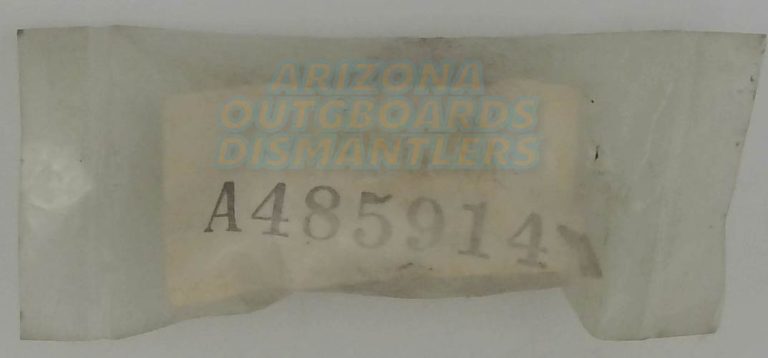 ARIZONA
OUTGBOARDS
DISMANTLERS
A485914